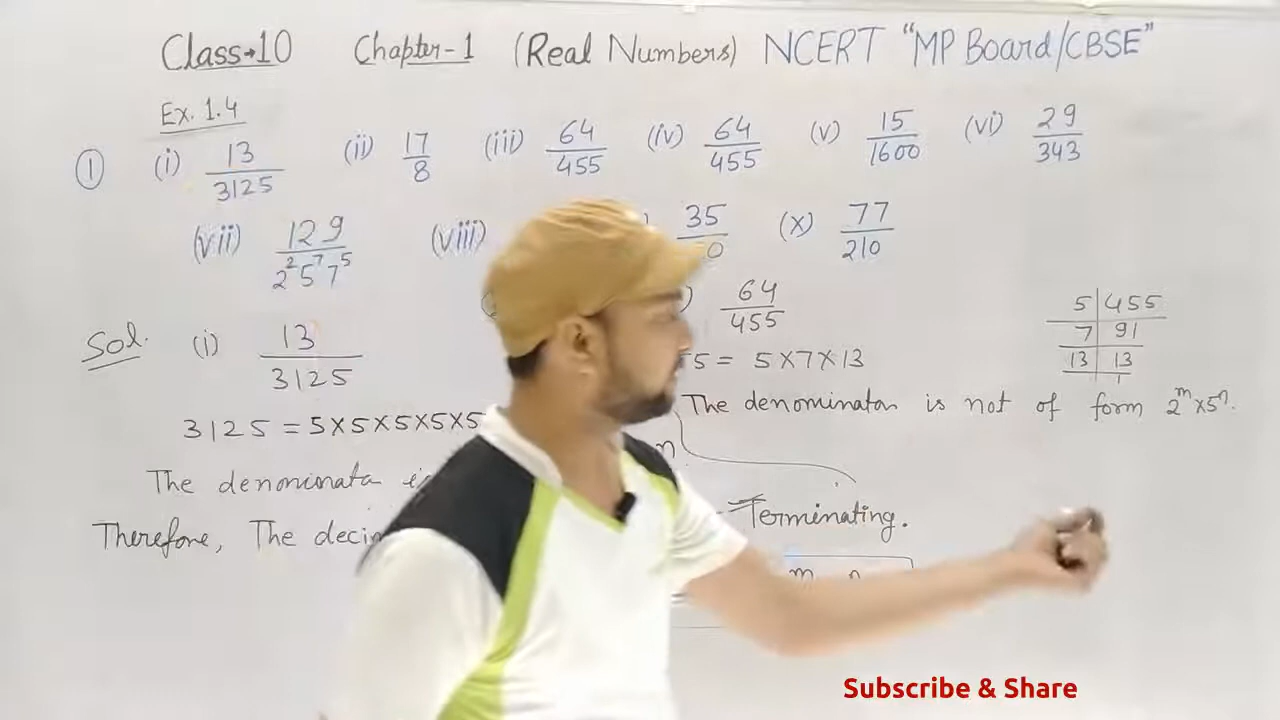 Class→10 Chapter-1 (Real Numbers) NCERT "MP Board/CBSE"
Ex. 1.4
① (i) 13/3125 (ii) 17/8 (iii) 64/455 (iv) 64/455 (v) 15/1600 (vi) 29/343
(vii) 129/2²5⁷7⁵ (viii) 35/ 0 (x) 77/210
Sol. (i) 13/3125 64/455
5 | 455
7 | 91
13 | 13
1
3125 = 5×5×5×5×5 5 = 5×7×13
The denominator is not of form 2ᵐ×5ⁿ.
The denominata n
Therefore, The decim Terminating.
m n
Subscribe & Share